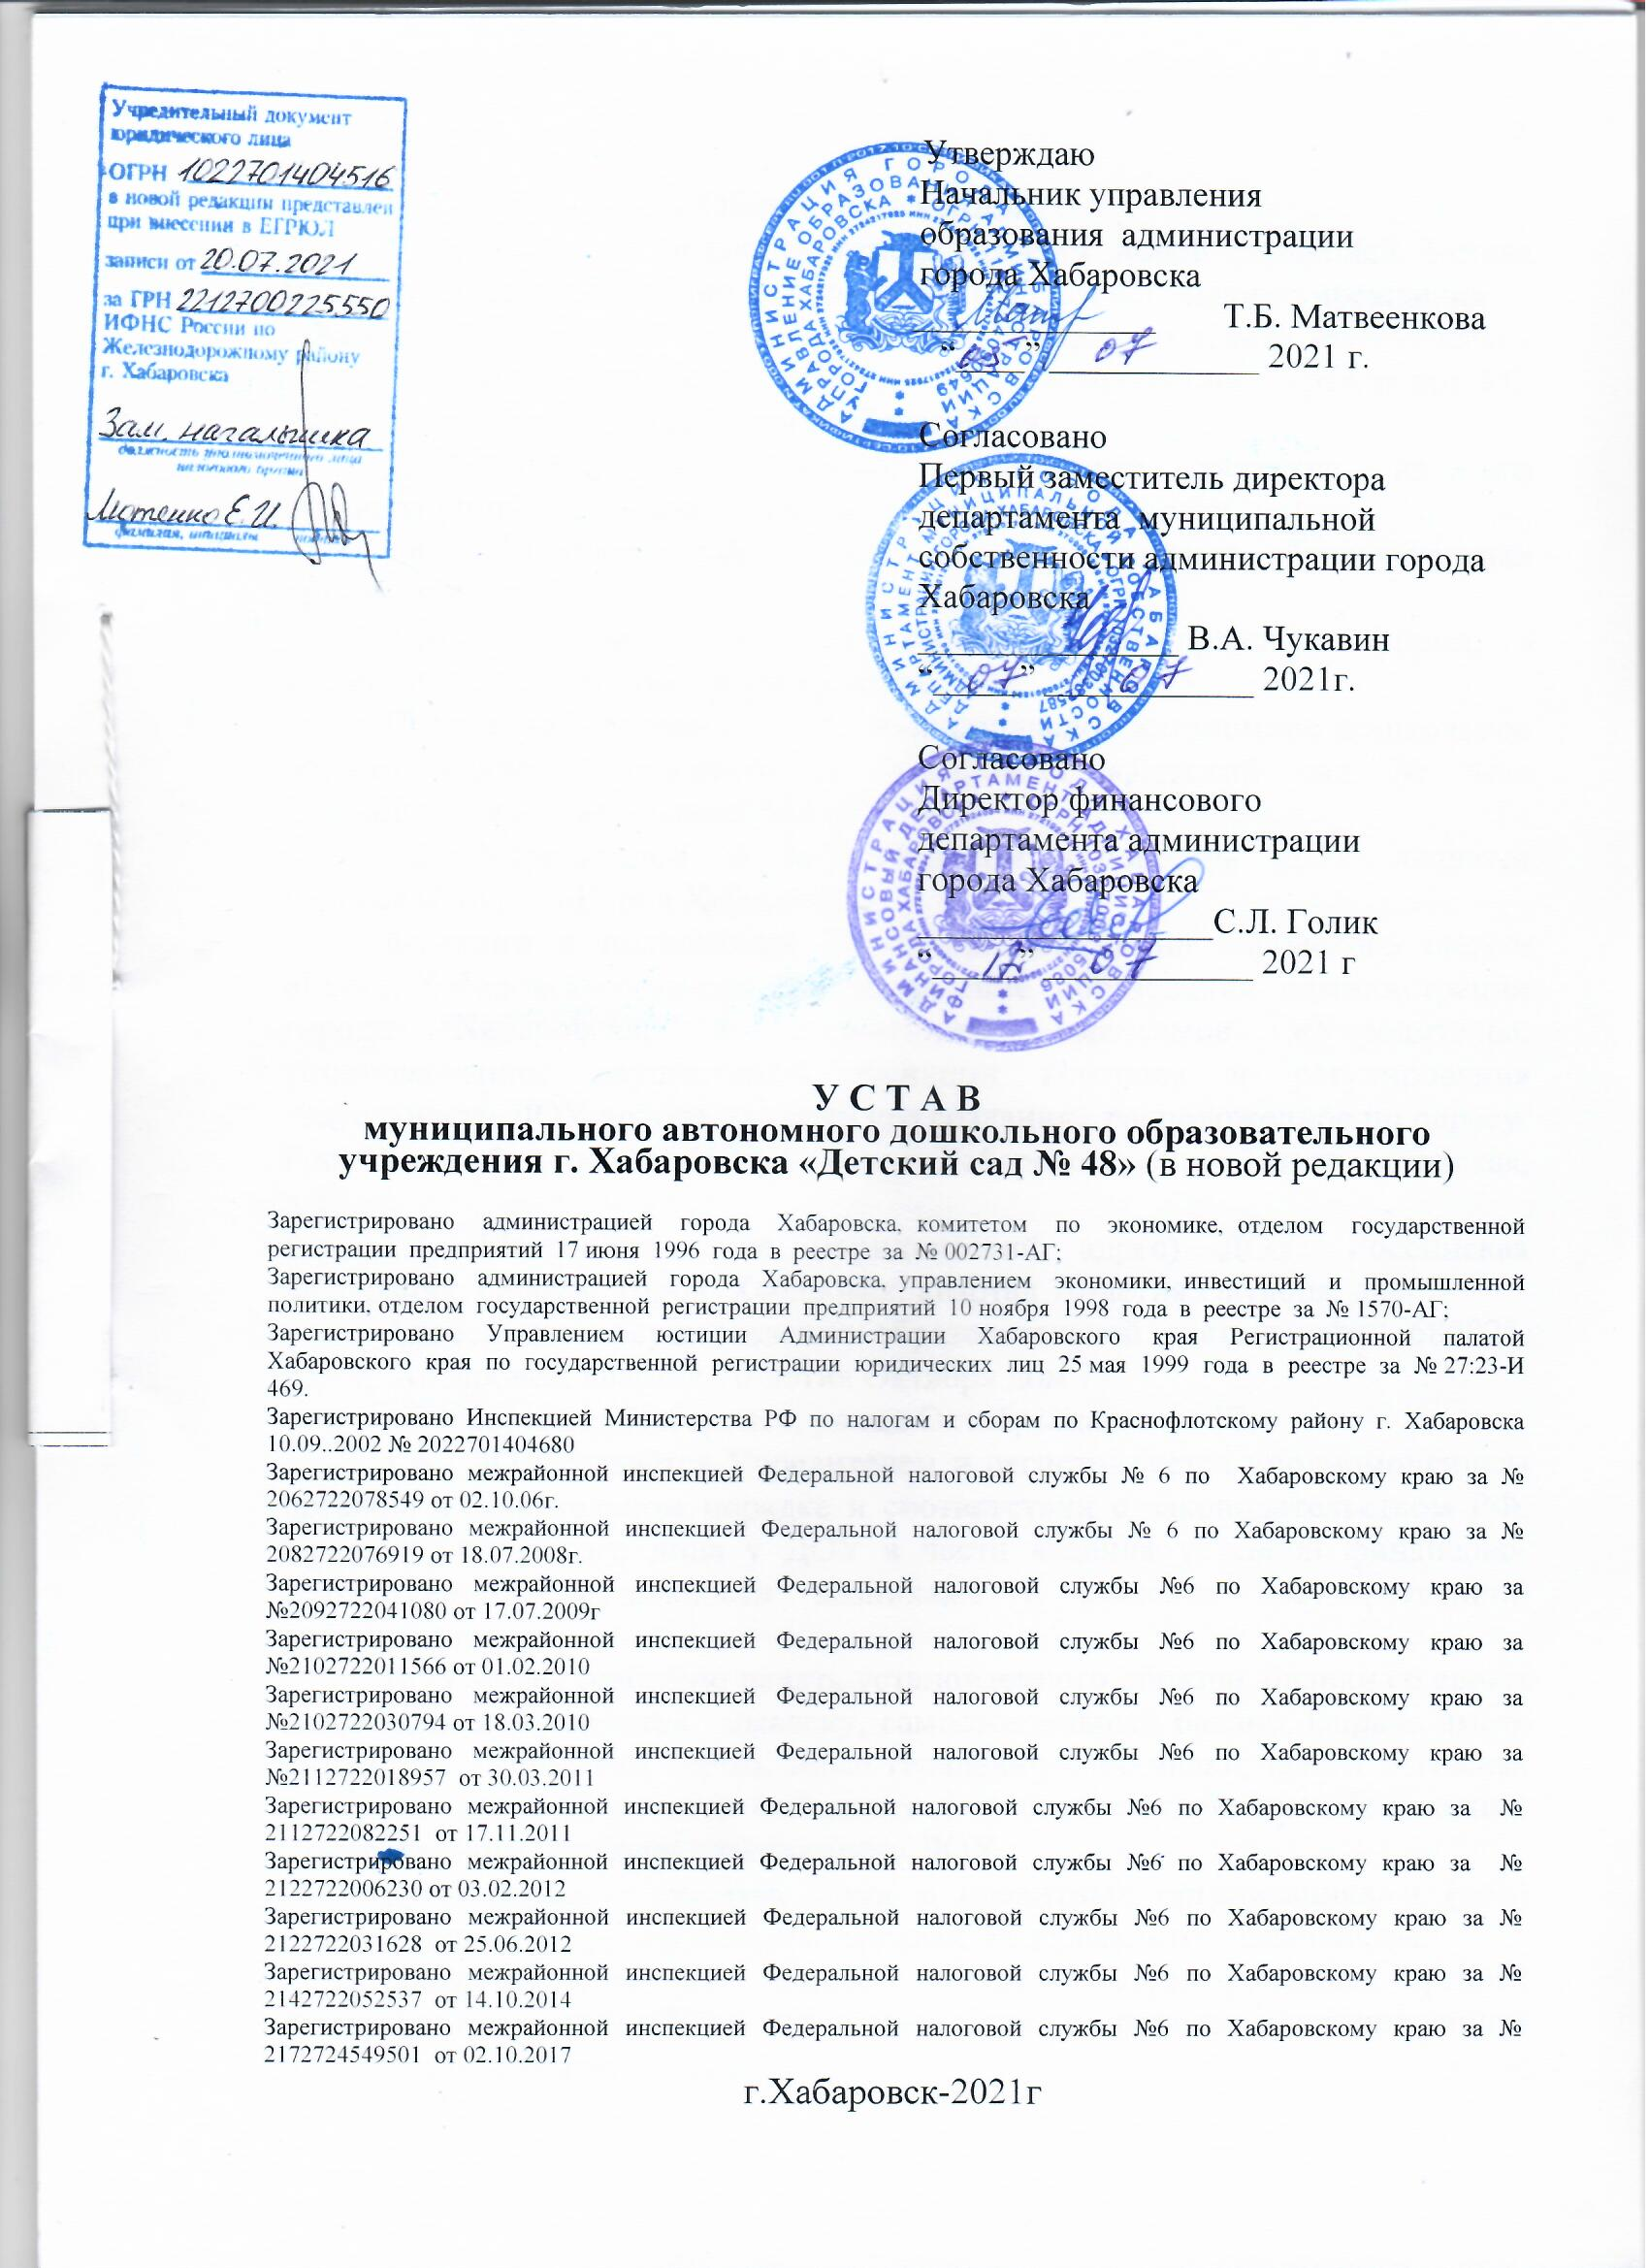 Учредительный документ
юридического лица
ОГРН 1022701404516
в новой редакции представлен
при внесении в ЕГРЮЛ
записи от 20.07.2021
за ГРН 2212700225550
ИФНС России по
Железнодорожному району
г. Хабаровска
Зам. начальника
должность уполномоченного лица
налогового органа
Лютенко Е.И.
фамилия, инициалы
Утверждаю
Начальник управления
образования администрации
города Хабаровска
Т.Б. Матвеенкова
“ ” 07 2021 г.
Согласовано
Первый заместитель директора
департамента муниципальной
собственности администрации города
Хабаровска
В.А. Чукавин
“ 07 ” 07 2021г.
Согласовано
Директор финансового
департамента администрации
города Хабаровска
С.Л. Голик
“ ” 07 2021 г
У С Т А В
муниципального автономного дошкольного образовательного
учреждения г. Хабаровска «Детский сад № 48» (в новой редакции)
Зарегистрировано администрацией города Хабаровска, комитетом по экономике, отделом государственной
регистрации предприятий 17 июня 1996 года в реестре за № 002731-АГ;
Зарегистрировано администрацией города Хабаровска, управлением экономики, инвестиций и промышленной
политики, отделом государственной регистрации предприятий 10 ноября 1998 года в реестре за № 1570-АГ;
Зарегистрировано Управлением юстиции Администрации Хабаровского края Регистрационной палатой
Хабаровского края по государственной регистрации юридических лиц 25 мая 1999 года в реестре за № 27:23-И
469.
Зарегистрировано Инспекцией Министерства РФ по налогам и сборам по Краснофлотскому району г. Хабаровска
10.09..2002 № 2022701404680
Зарегистрировано межрайонной инспекцией Федеральной налоговой службы № 6 по Хабаровскому краю за №
2062722078549 от 02.10.06г.
Зарегистрировано межрайонной инспекцией Федеральной налоговой службы № 6 по Хабаровскому краю за №
2082722076919 от 18.07.2008г.
Зарегистрировано межрайонной инспекцией Федеральной налоговой службы №6 по Хабаровскому краю за
№2092722041080 от 17.07.2009г
Зарегистрировано межрайонной инспекцией Федеральной налоговой службы №6 по Хабаровскому краю за
№2102722011566 от 01.02.2010
Зарегистрировано межрайонной инспекцией Федеральной налоговой службы №6 по Хабаровскому краю за
№2102722030794 от 18.03.2010
Зарегистрировано межрайонной инспекцией Федеральной налоговой службы №6 по Хабаровскому краю за
№2112722018957 от 30.03.2011
Зарегистрировано межрайонной инспекцией Федеральной налоговой службы №6 по Хабаровскому краю за №
2112722082251 от 17.11.2011
Зарегистрировано межрайонной инспекцией Федеральной налоговой службы №6 по Хабаровскому краю за №
2122722006230 от 03.02.2012
Зарегистрировано межрайонной инспекцией Федеральной налоговой службы №6 по Хабаровскому краю за №
2122722031628 от 25.06.2012
Зарегистрировано межрайонной инспекцией Федеральной налоговой службы №6 по Хабаровскому краю за №
2142722052537 от 14.10.2014
Зарегистрировано межрайонной инспекцией Федеральной налоговой службы №6 по Хабаровскому краю за №
2172724549501 от 02.10.2017
г.Хабаровск-2021г